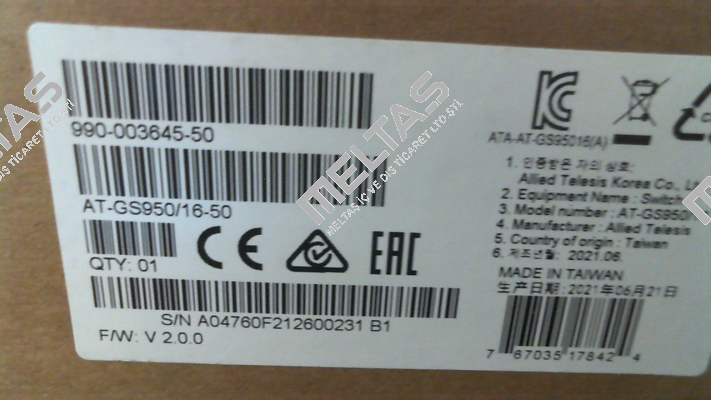 990-003645-50
AT-GS950/16-50
QTY: 01
CE
EAC
S/N A04760F212600231 B1
F/W: V 2.0.0
KC
ATA-AT-GS95016(A)
1. 인증받은 자의 상호:
Allied Telesis Korea Co., Lt
2. Equipment Name : Switch
3. Model number : AT-GS950/
4. Manufacturer : Allied Telesis
5. Country of origin : Taiwan
6. 제조년월: 2021.06.
MADE IN TAIWAN
生产日期: 2021年06月21日
7 67035 17842 4
MELTAS
MELTAS İÇ VE DIŞ TİCARET LTD ŞTİ